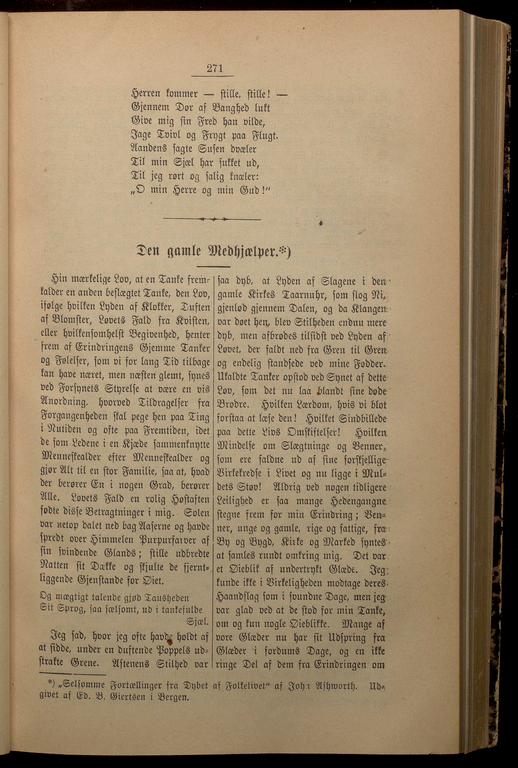 271
Herren kommer — stille, stille! —
Gjennem Dør af Banghed lukt
Give mig sin Fred han vilde,
Jage Tvivl og Frygt paa Flugt.
Aandens sagte Susen dvæler
Til min Sjæl har sukket ud,
Til jeg rørt og salig knæler:
„O min Herre og min Gud!"
Den gamle Medhjælper.*)
Hin mærkelige Lov, at en Tanke frem-
kalder en anden beslægtet Tanke, den Lov,
ifølge hvilken Lyden af Klokker, Duften
af Blomster, Løvets Fald fra Kvisten,
eller hvilkensomhelst Begivenhed, henter
frem af Erindringens Gjemme Tanker
og Følelser, som vi for lang Tid tilbage
kan have næret, men næsten glemt, synes
ved Forsynets Styrelse at være en vis
Anordning, hvorved Tildragelser fra
Forgangenheden skal pege hen paa Ting
i Nutiden og ofte paa Fremtiden, idet
de som Ledene i en Kjæde sammenknytte
Menneskealder efter Menneskealder og
gjør Alt til en stor Familie, saa at, hvad
der berører En i nogen Grad, berører
Alle. Løvets Fald en rolig Høstaften
fødte disse Betragtninger i mig. Solen
var netop dalet ned bag Aaserne og havde
spredt over Himmelen Purpurfarver af
sin svindende Glands; stille udbredte
Natten sit Dække og skjulte de fjernt-
liggende Gjenstande for Øiet.
Og mægtigt talende gjød Tausheden
Sit Sprog, saa sælsomt, ud i tankefulde
Sjæl.
Jeg sad, hvor jeg ofte havde holdt af
at sidde, under en duftende Poppels ud-
strakte Grene. Aftenens Stilhed var
saa dyb, at Lyden af Slagene i den
gamle Kirkes Taarnuhr, som slog Ni,
gjenlød gjennem Dalen, og da Klangen
var døet hen, blev Stilheden endnu mere
dyb, men afbrødes tilsidst ved Lyden af
Løvet, der faldt ned fra Gren til Gren
og endelig standsede ved mine Fødder.
Ukaldte Tanker opstod ved Synet af dette
Løv, som det nu laa blandt sine døde
Brødre. Hvilken Lærdom, hvis vi blot
forstaa at læse den! Hvilket Sindbillede
paa dette Livs Omskiftelser! Hvilken
Mindelse om Slægtninge og Venner,
som ere faldne ud af sine forskjellige
Virkekredse i Livet og nu ligge i Mul-
dets Støv! Aldrig ved nogen tidligere
Leilighed er saa mange Hedengangne
stegne frem for min Erindring; Ven-
ner, unge og gamle, rige og fattige, fra
By og Bygd, Kirke og Marked syntes
at samles rundt omkring mig. Det var
et Øieblik af undertrykt Glæde. Jeg
kunde ikke i Virkeligheden modtage deres
Haandslag som i svundne Dage, men jeg
var glad ved at de stod for min Tanke,
om og kun nogle Øieblikke. Mange af
vore Glæder nu har sit Udspring fra
Glæder i fordums Dage, og en ikke
ringe Del af dem fra Erindringen om
*) „Selsomme Fortællinger fra Dybet af Folkelivet" af John Ashworth. Ud-
givet af Ed. B. Giertsen i Bergen.